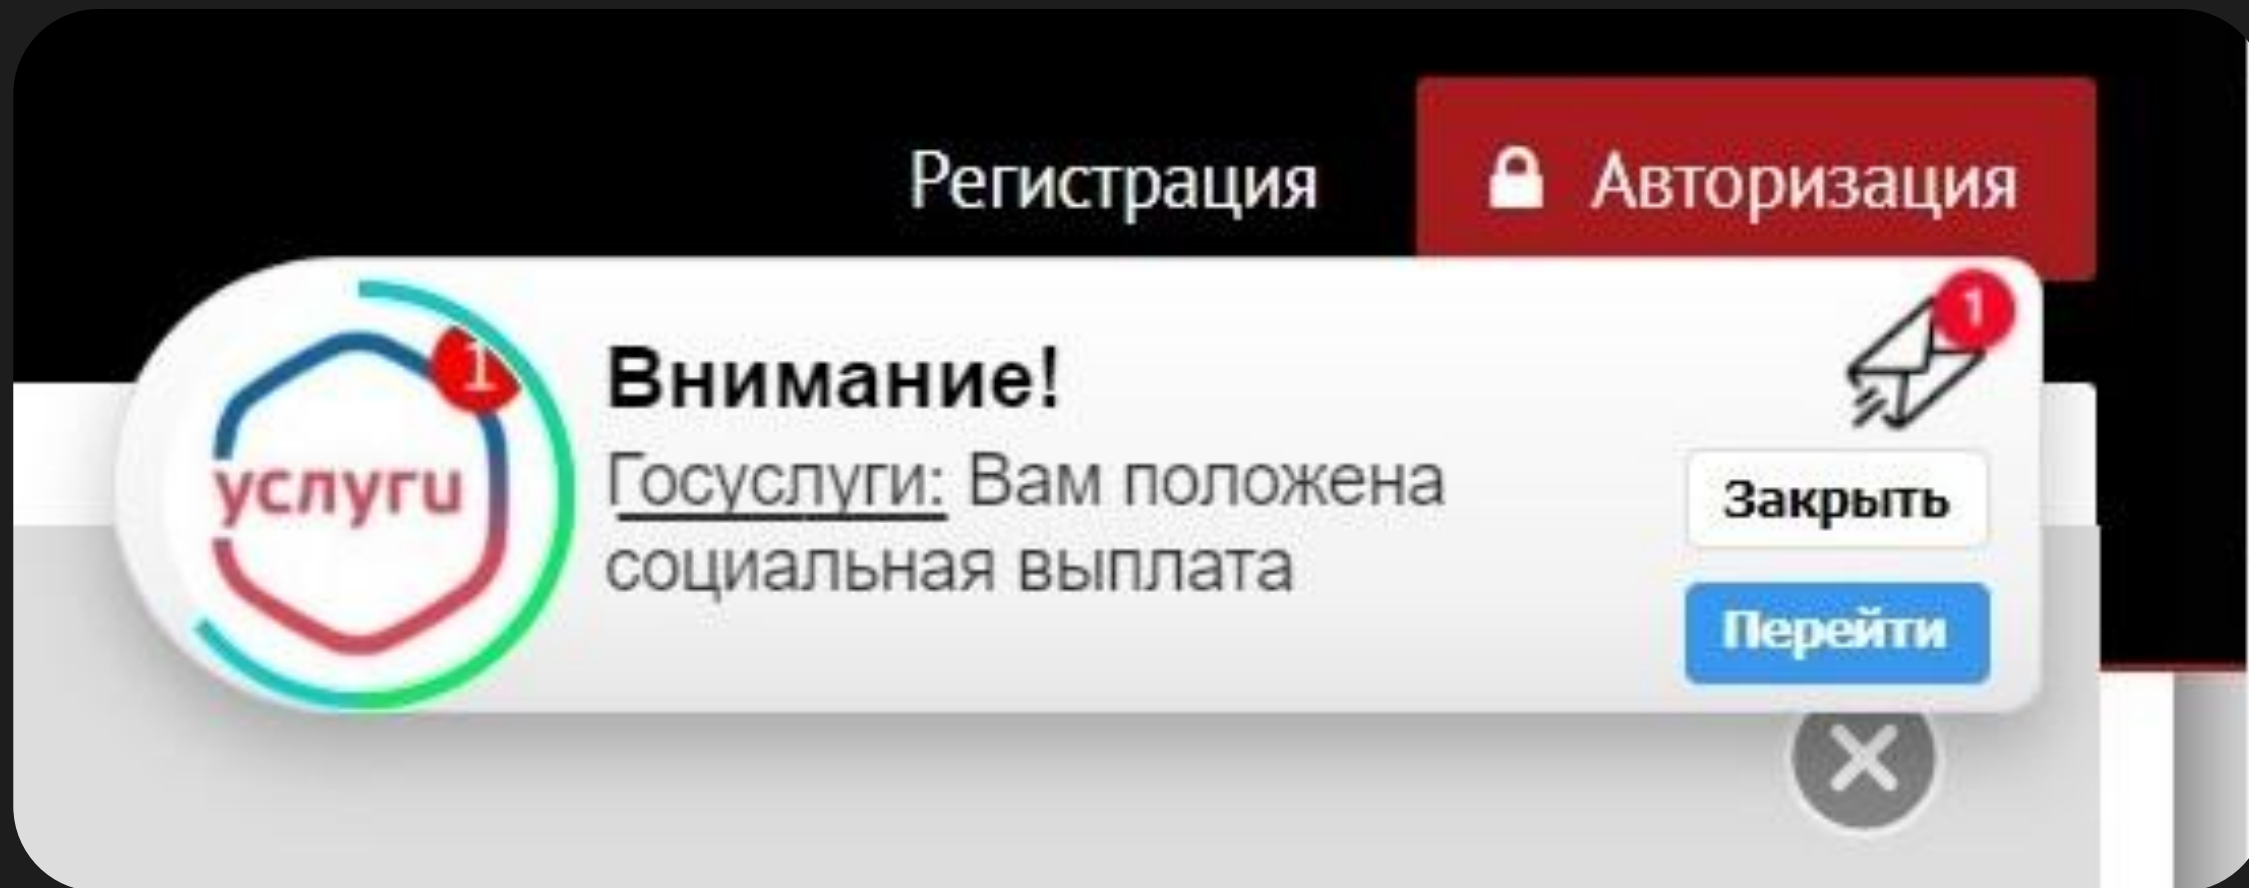 Регистрация
Авторизация
1
1
услуги
Внимание!
Госуслуги: Вам положена
социальная выплата
Закрыть
Перейти